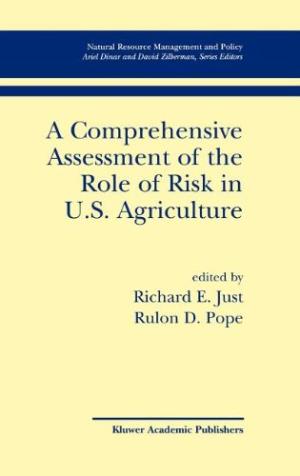 Natural Resource Management and Policy
Ariel Dinar and David Zilberman, Series Editors
A Comprehensive
Assessment of the
Role of Risk in
U.S. Agriculture
edited by
Richard E. Just
Rulon D. Pope
Kluwer Academic Publishers